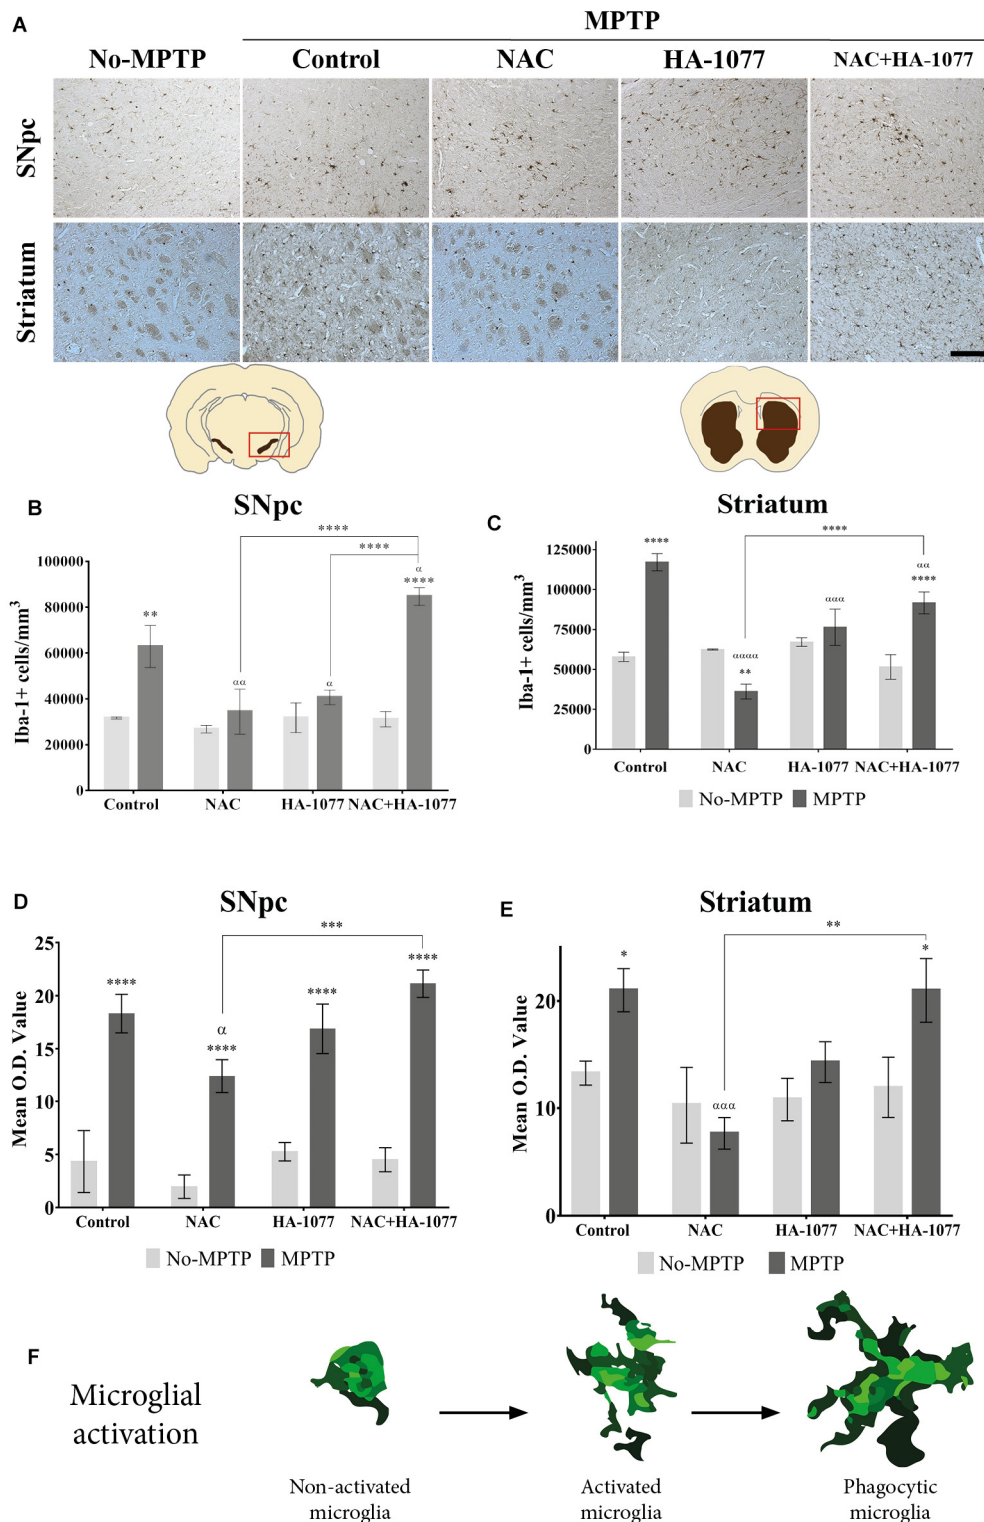 A
MPTP
No-MPTP Control NAC HA-1077 NAC+HA-1077
SNpc
Striatum
B
SNpc
****
****
α
****
**
αα
α
Iba-1+ cells/mm³
100000
80000
60000
40000
20000
0
Control NAC HA-1077 NAC+HA-1077
C
Striatum
****
****
αα
****
ααα
αααα
**
Iba-1+ cells/mm³
125000
100000
75000
50000
25000
0
Control NAC HA-1077 NAC+HA-1077
No-MPTP MPTP
D
SNpc
***
****
****
****
α
****
Mean O.D. Value
25
20
15
10
5
0
Control NAC HA-1077 NAC+HA-1077
No-MPTP MPTP
E
Striatum
**
*
*
ααα
Mean O.D. Value
20
10
0
Control NAC HA-1077 NAC+HA-1077
No-MPTP MPTP
F
Microglial
activation
Non-activated
microglia
Activated
microglia
Phagocytic
microglia